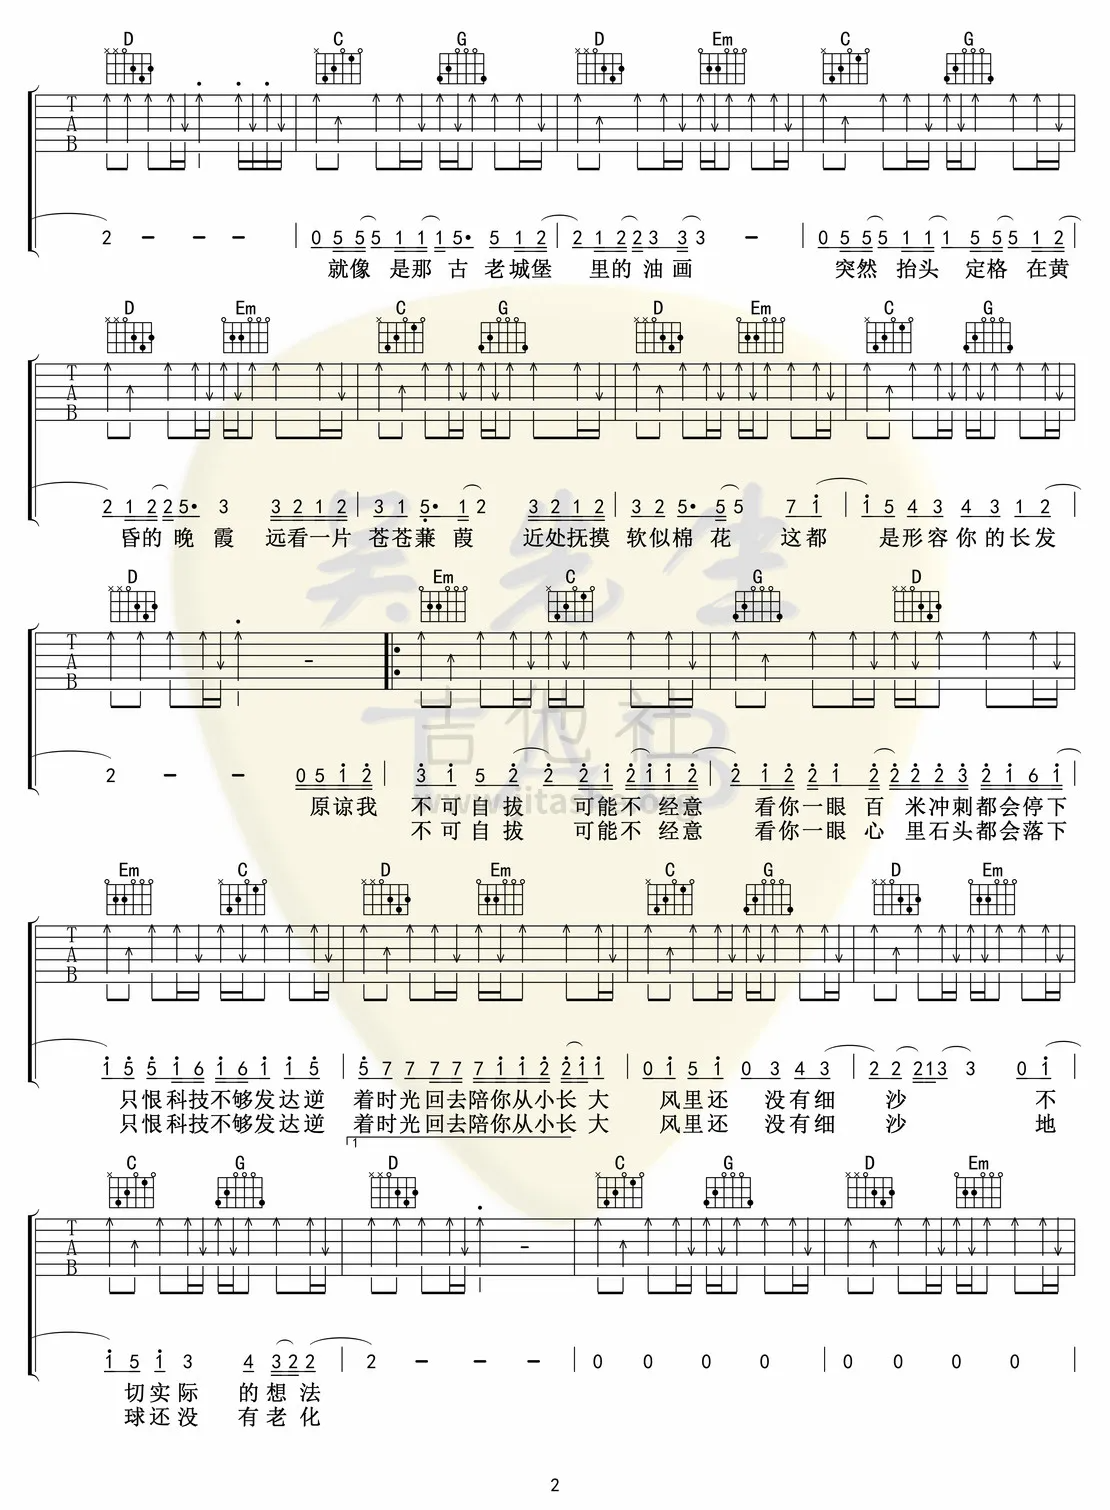 D C G D Em C G
T A B
2 - - - | 0 5 5 5 1 1 1 5· 5 1 2 | 2 1 2 2 3 3 3 - | 0 5 5 5 1 1 1 5 5 5 1 2 |
就像 是那 古 老城堡 里的 油画 突然 抬头 定格 在黄
D Em C G D Em C G
T A B
2 1 2 2 5· 3 3 2 1 2 | 3 1 5· 1 2 3 2 1 2 | 3 2 5· 5 5 7 1 | 1 5 4 3 4 3 1 2 |
昏的 晚 霞 远看一片 苍苍蒹 葭 近处抚摸 软似棉 花 这都 是形容你的长发
D Em C G D
T A B
2 - - 0 5 1 2 | 3 1 5 2 2 2 1 2 1 1 2 | 2 1 2 2 1 2 2 2 2 3 2 1 6 1
原谅我 不可自拔 可能不 经意 看你一眼 百 米冲刺都会停下
不可自拔 可能不 经意 看你一眼 心 里石头都会落下
Em C D Em C G D Em
T A B
1 5 5 1 6 1 6 1 1 5 | 5 7 7 7 7 7 1 1 2 2 1 1 | 0 1 5 1 0 3 4 3 | 2 2 2 1 3 3 0 1
只恨科技不够发达逆 着时光回去陪你从小长大 风里还 没有细 沙 不
只恨科技不够发达逆 着时光回去陪你从小长大 风里还 没有细 沙 地
1
C G D C G D Em
T A B
1 5 1 3 4 3 2 2 | 2 - - - | 0 0 0 0 | 0 0 0 0 |
切实际 的想法
球还没 有老化
吴先生
TAB
吉他社
www.jitashe.org
2